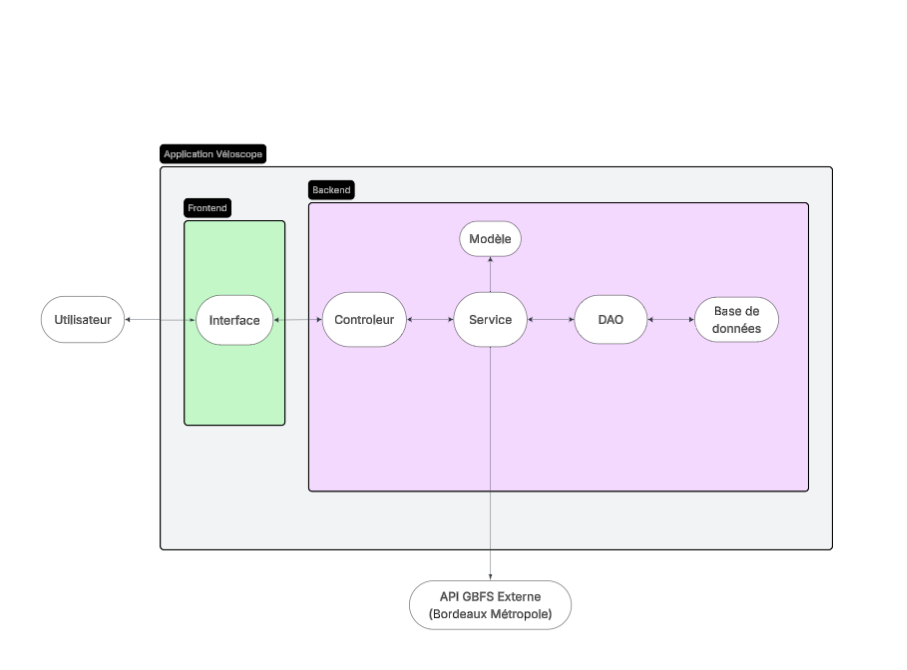 Application Véloscope
Backend
Frontend
Modèle
Utilisateur
Interface
Controleur
Service
DAO
Base de
données
API GBFS Externe
(Bordeaux Métropole)